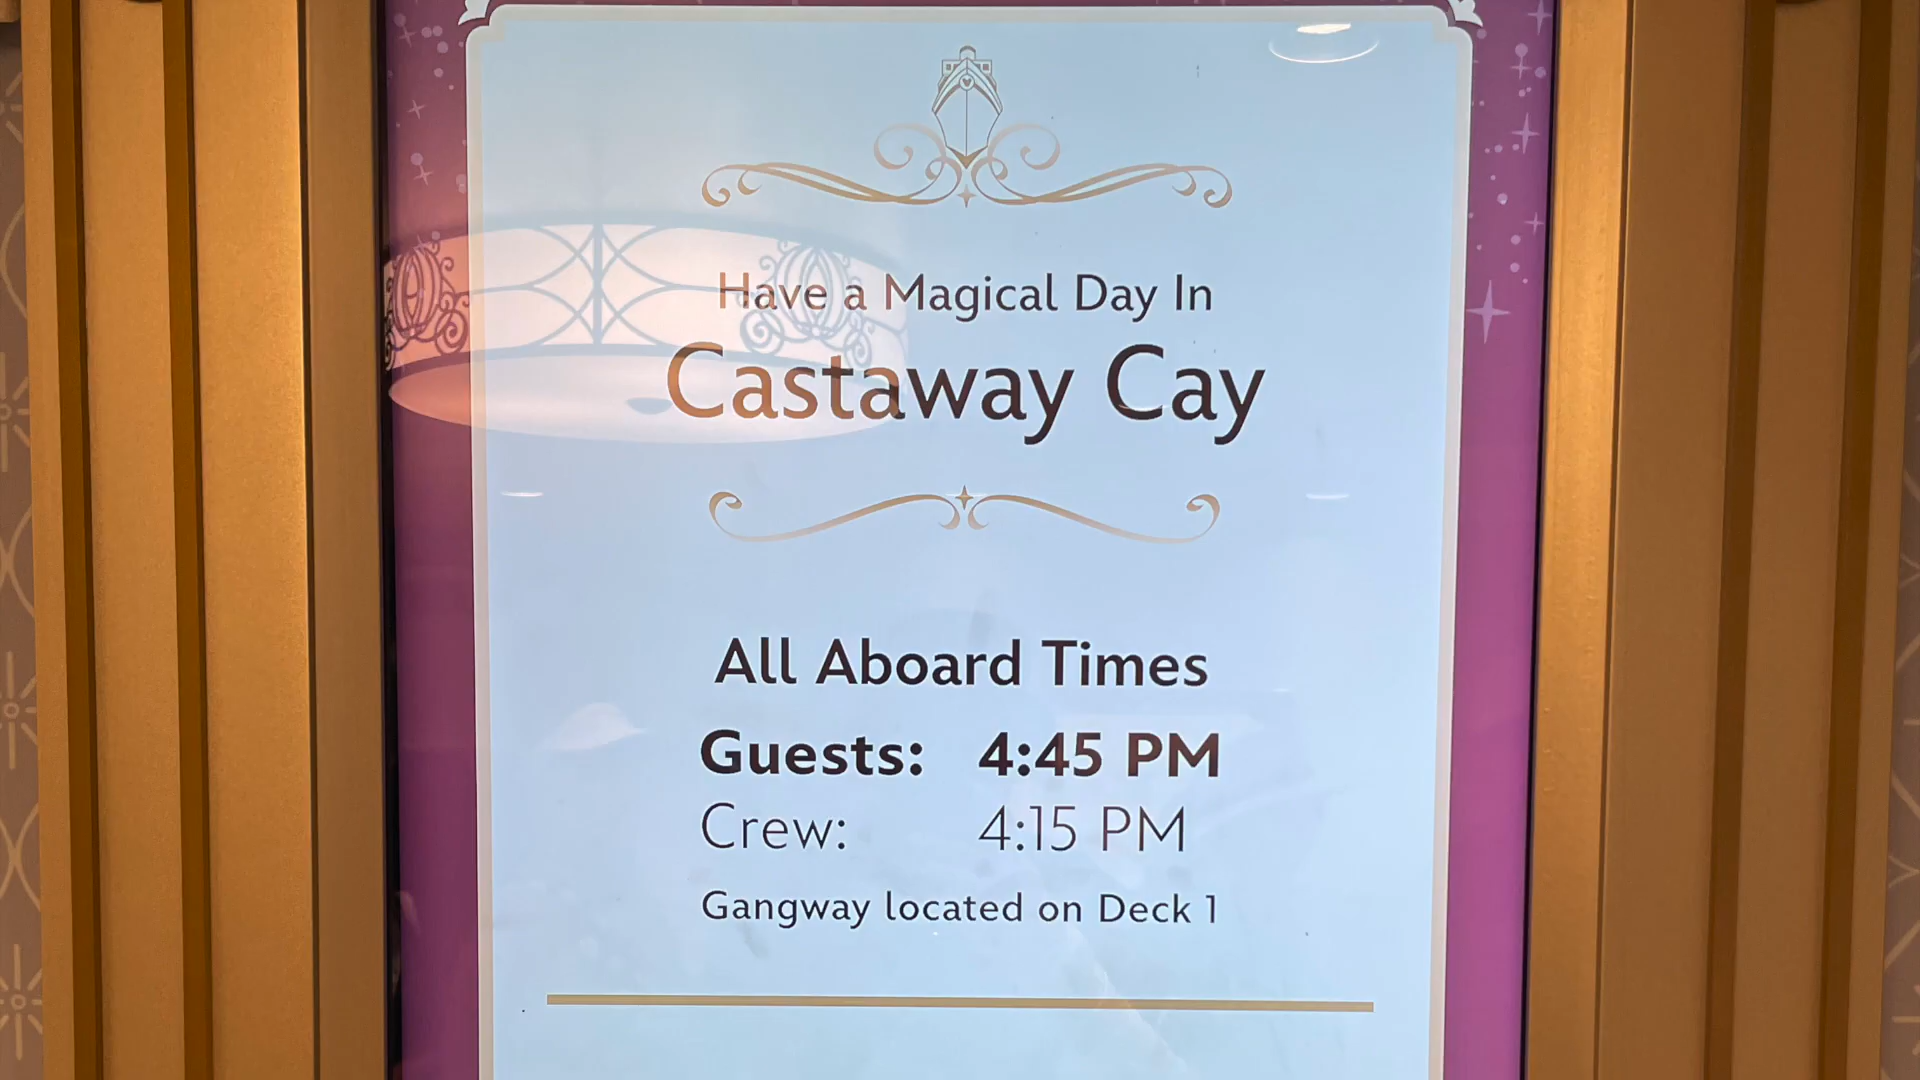 Have a Magical Day In
Castaway Cay
All Aboard Times
Guests: 4:45 PM
Crew: 4:15 PM
Gangway located on Deck 1